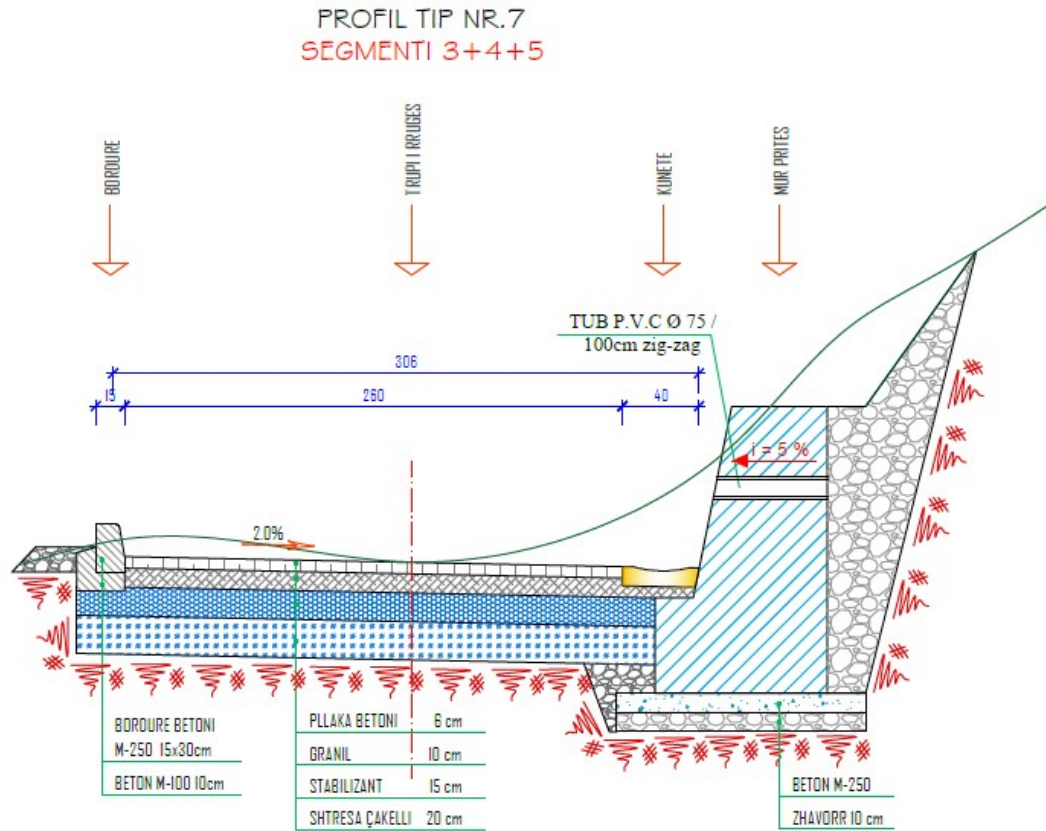 PROFIL TIP NR.7
SEGMENTI 3+4+5
BORDURE
TRUPI I RRUGES
KUNETE
MUR PRITES
TUB P.V.C Ø 75 /
100cm zig-zag
306
15
260
40
i = 5 %
2.0%
BORDURE BETONI
M-250 15x30cm
BETON M-100 10cm
PLLAKA BETONI 6 cm
GRANIL 10 cm
STABILIZANT 15 cm
SHTRESA ÇAKELLI 20 cm
BETON M-250
ZHAVORR 10 cm